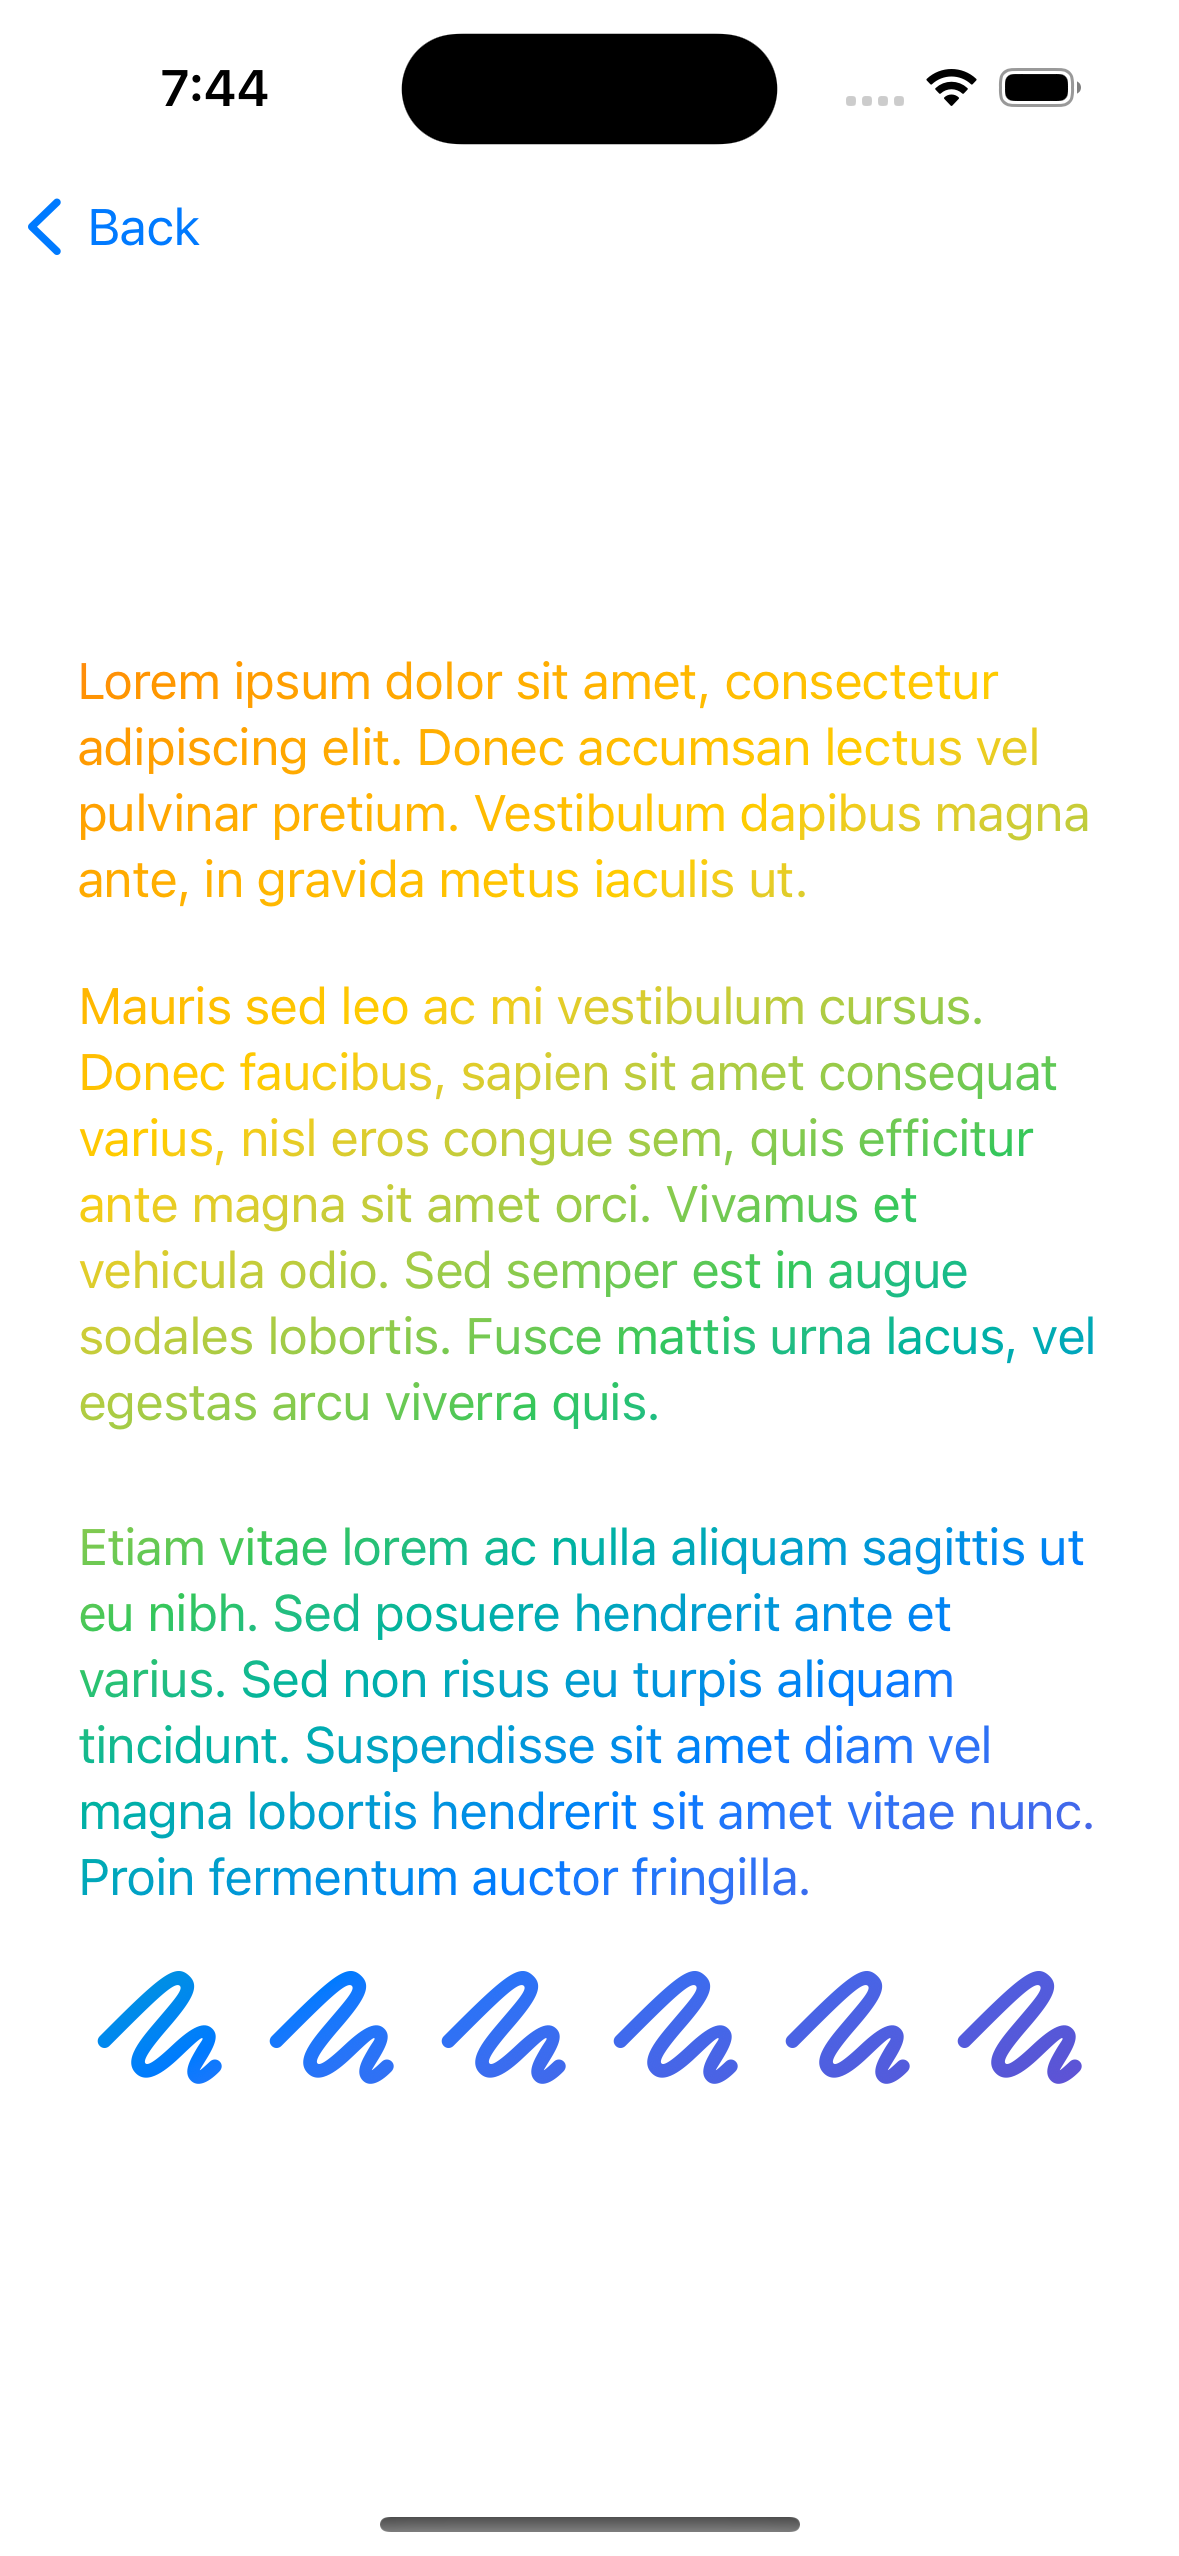 7:44
Back
Lorem ipsum dolor sit amet, consectetur
adipiscing elit. Donec accumsan lectus vel
pulvinar pretium. Vestibulum dapibus magna
ante, in gravida metus iaculis ut.
Mauris sed leo ac mi vestibulum cursus.
Donec faucibus, sapien sit amet consequat
varius, nisl eros congue sem, quis efficitur
ante magna sit amet orci. Vivamus et
vehicula odio. Sed semper est in augue
sodales lobortis. Fusce mattis urna lacus, vel
egestas arcu viverra quis.
Etiam vitae lorem ac nulla aliquam sagittis ut
eu nibh. Sed posuere hendrerit ante et
varius. Sed non risus eu turpis aliquam
tincidunt. Suspendisse sit amet diam vel
magna lobortis hendrerit sit amet vitae nunc.
Proin fermentum auctor fringilla.